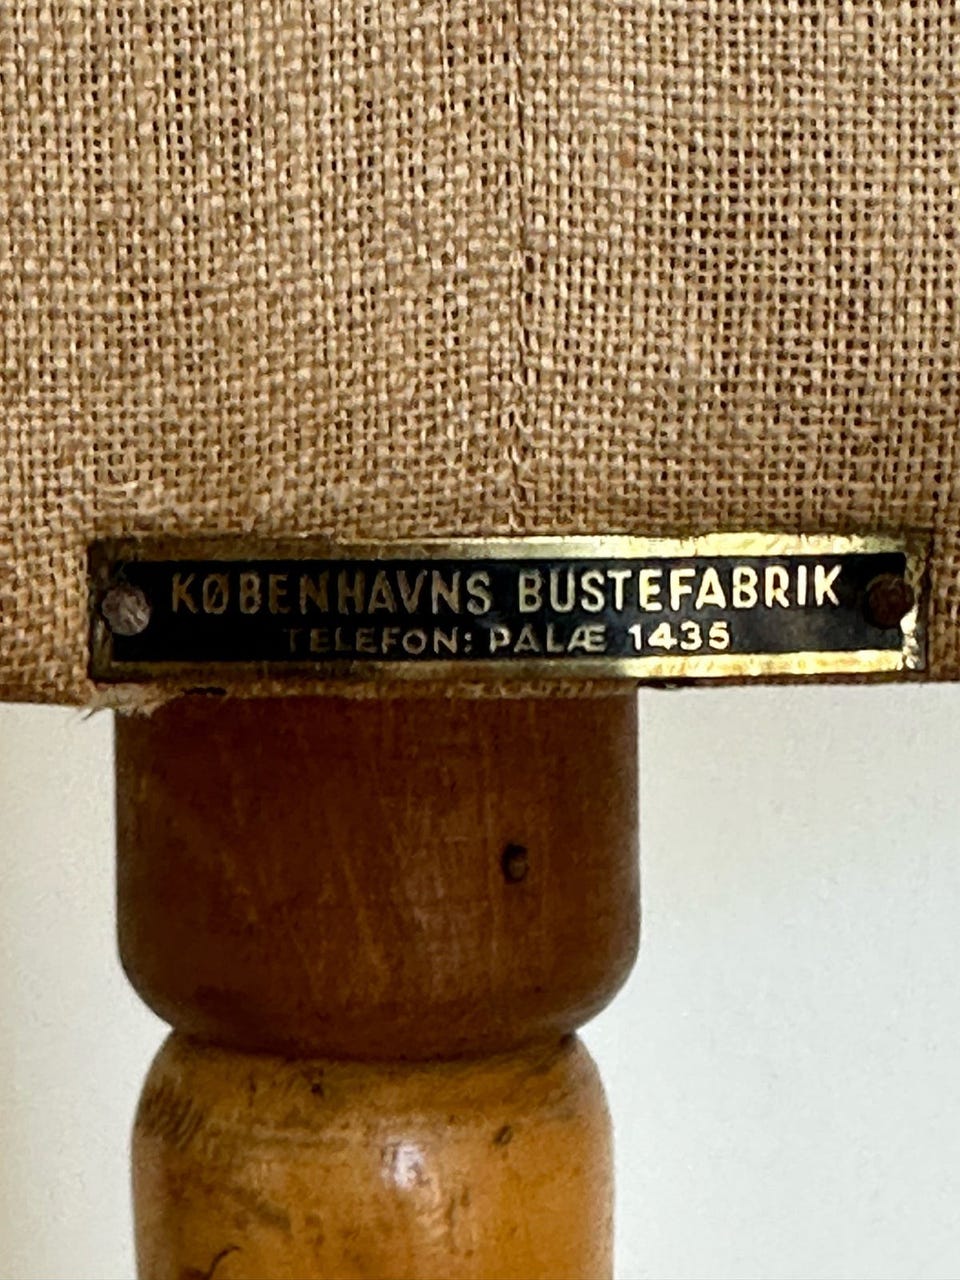 KØBENHAVNS BUSTEFABRIK
TELEFON: PALÆ 1435